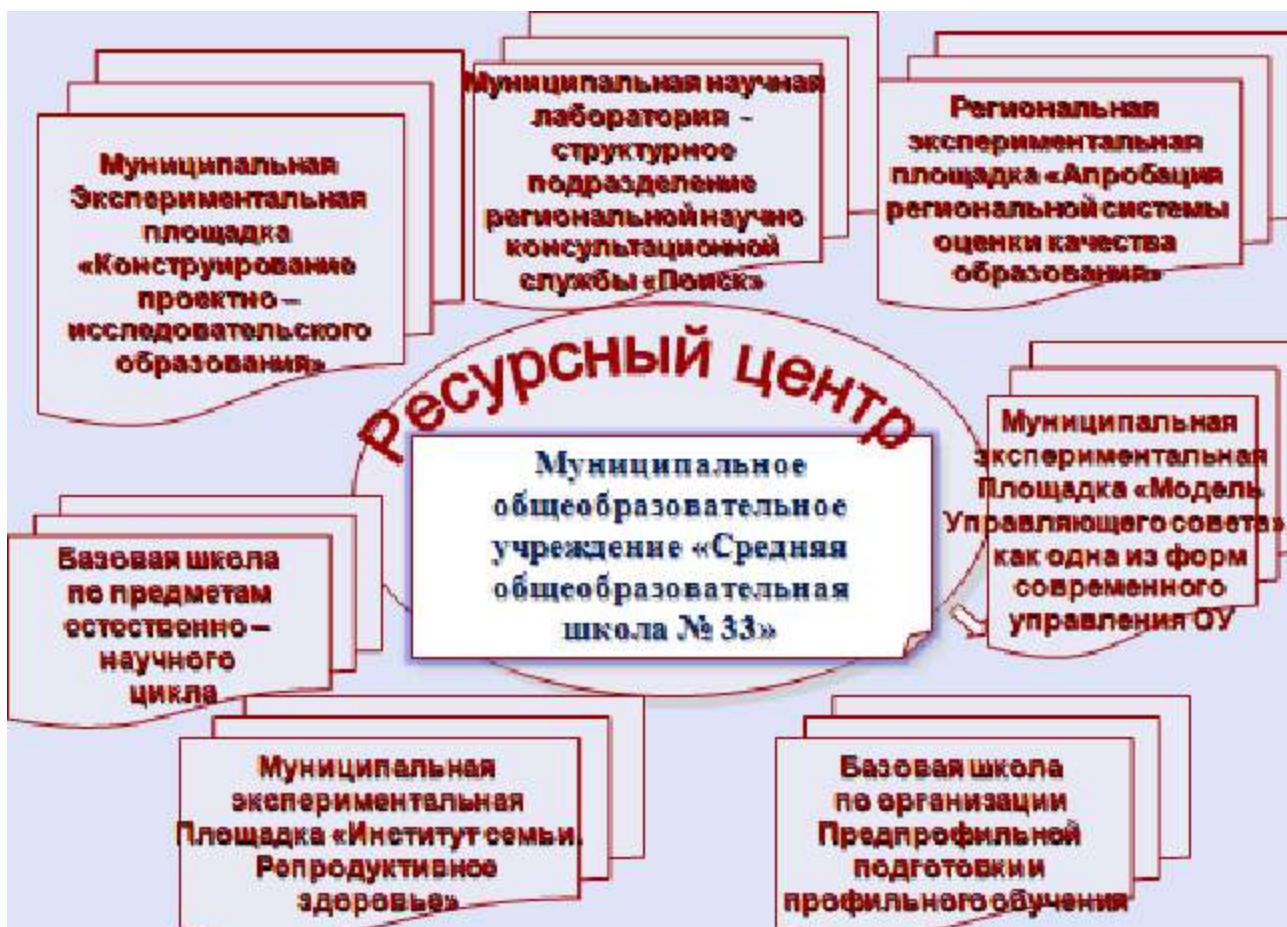 Муниципальная
Экспериментальная
площадка
«Конструирование
проектно –
исследовательского
образования»
Муниципальная научная
лаборатория -
структурное
подразделение
региональной научно
консультационной
службы «Поиск»
Региональная
экспериментальная
площадка «Апробация
региональной системы
оценки качества
образования»
Ресурсный центр
Муниципальное
общеобразовательное
учреждение «Средняя
общеобразовательная
школа № 33»
Муниципальная
экспериментальная
Площадка «Модель
Управляющего совета»
как одна из форм
современного
управления ОУ
Базовая школа
по предметам
естественно –
научного
цикла
Муниципальная
экспериментальная
Площадка «Институт семьи.
Репродуктивное
здоровье»
Базовая школа
по организации
Предпрофильной
подготовки и
профильного обучения